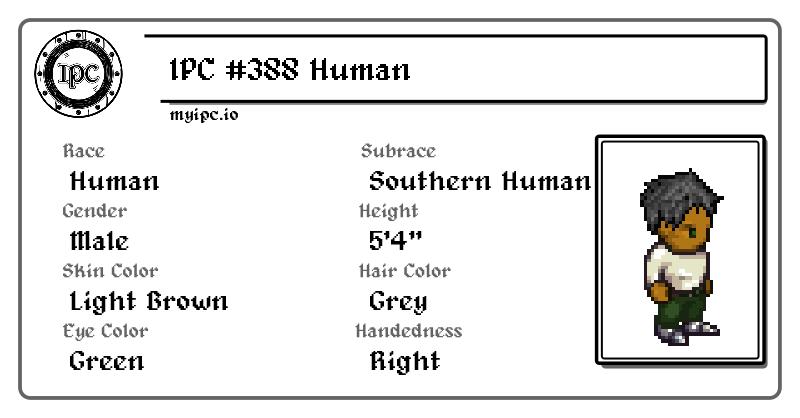 IPC
IPC #388 Human
myipc.io
Race
Human
Subrace
Southern Human
Gender
Male
Height
5'4"
Skin Color
Light Brown
Hair Color
Grey
Eye Color
Green
Handedness
Right